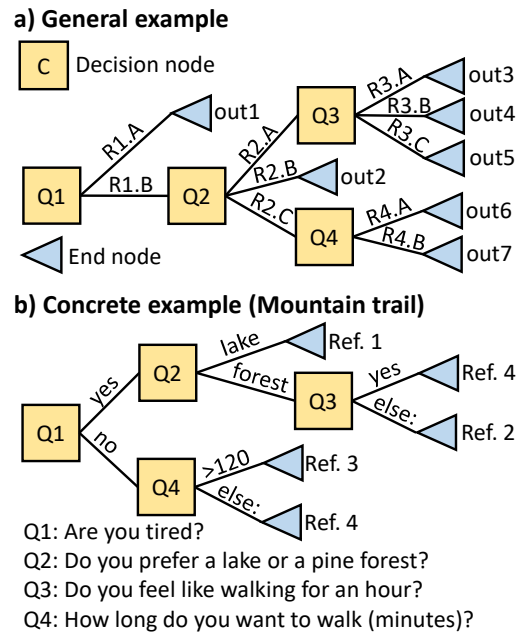 a) General example
C Decision node
R1.A out1
R3.A out3
R2.A Q3 R3.B out4
R3.C out5
Q1 R1.B Q2 R2.B out2
R2.C Q4 R4.A out6
R4.B out7
End node
b) Concrete example (Mountain trail)
lake Ref. 1
yes Q2 forest Q3 yes Ref. 4
else: Ref. 2
Q1
no Q4 >120 Ref. 3
else: Ref. 4
Q1: Are you tired?
Q2: Do you prefer a lake or a pine forest?
Q3: Do you feel like walking for an hour?
Q4: How long do you want to walk (minutes)?